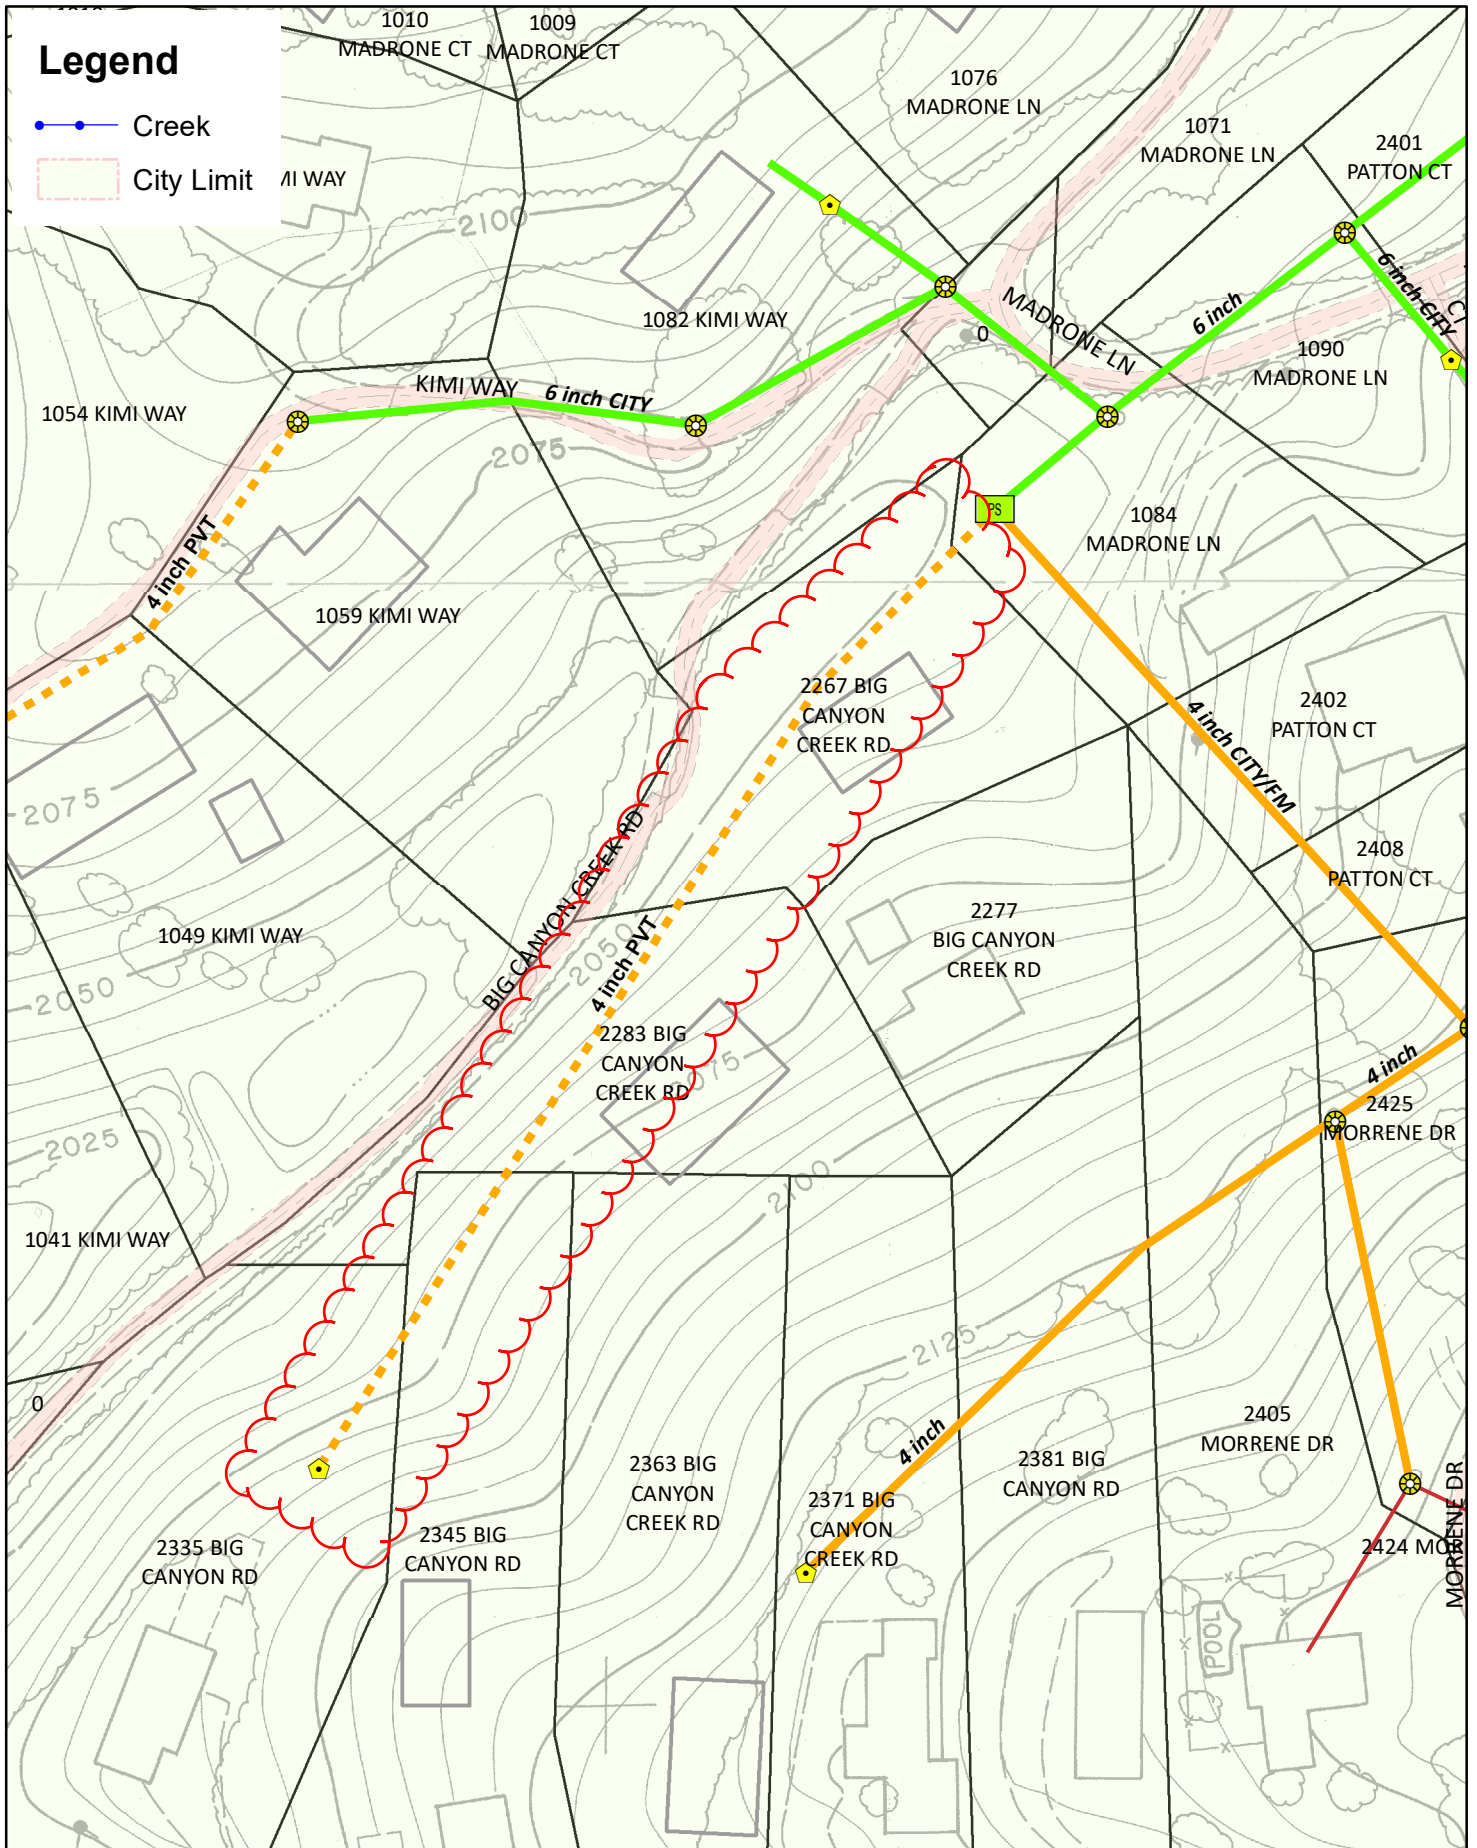 Legend
Creek
City Limit
1010
MADRONE CT
1009
MADRONE CT
1076
MADRONE LN
1071
MADRONE LN
2401
PATTON CT
MI WAY
2100
1082 KIMI WAY
MADRONE LN
0
6 inch
6 inch CITY
CT
1090
MADRONE LN
1054 KIMI WAY
KIMI WAY
6 inch CITY
2075
4 inch PVT
PS
1084
MADRONE LN
1059 KIMI WAY
2267 BIG
CANYON
CREEK RD
2402
PATTON CT
4 inch CITY/FM
2075
BIG CANYON CREEK RD
2408
PATTON CT
1049 KIMI WAY
2050
4 inch PVT
2277
BIG CANYON
CREEK RD
2050
2283 BIG
CANYON
CREEK RD
2075
4 inch
2425
MORRENE DR
2025
2100
1041 KIMI WAY
2125
0
4 inch
2405
MORRENE DR
2363 BIG
CANYON
CREEK RD
2381 BIG
CANYON RD
2371 BIG
CANYON
CREEK RD
2335 BIG
CANYON RD
2345 BIG
CANYON RD
2424 MOR
MORRENE DR
POOL